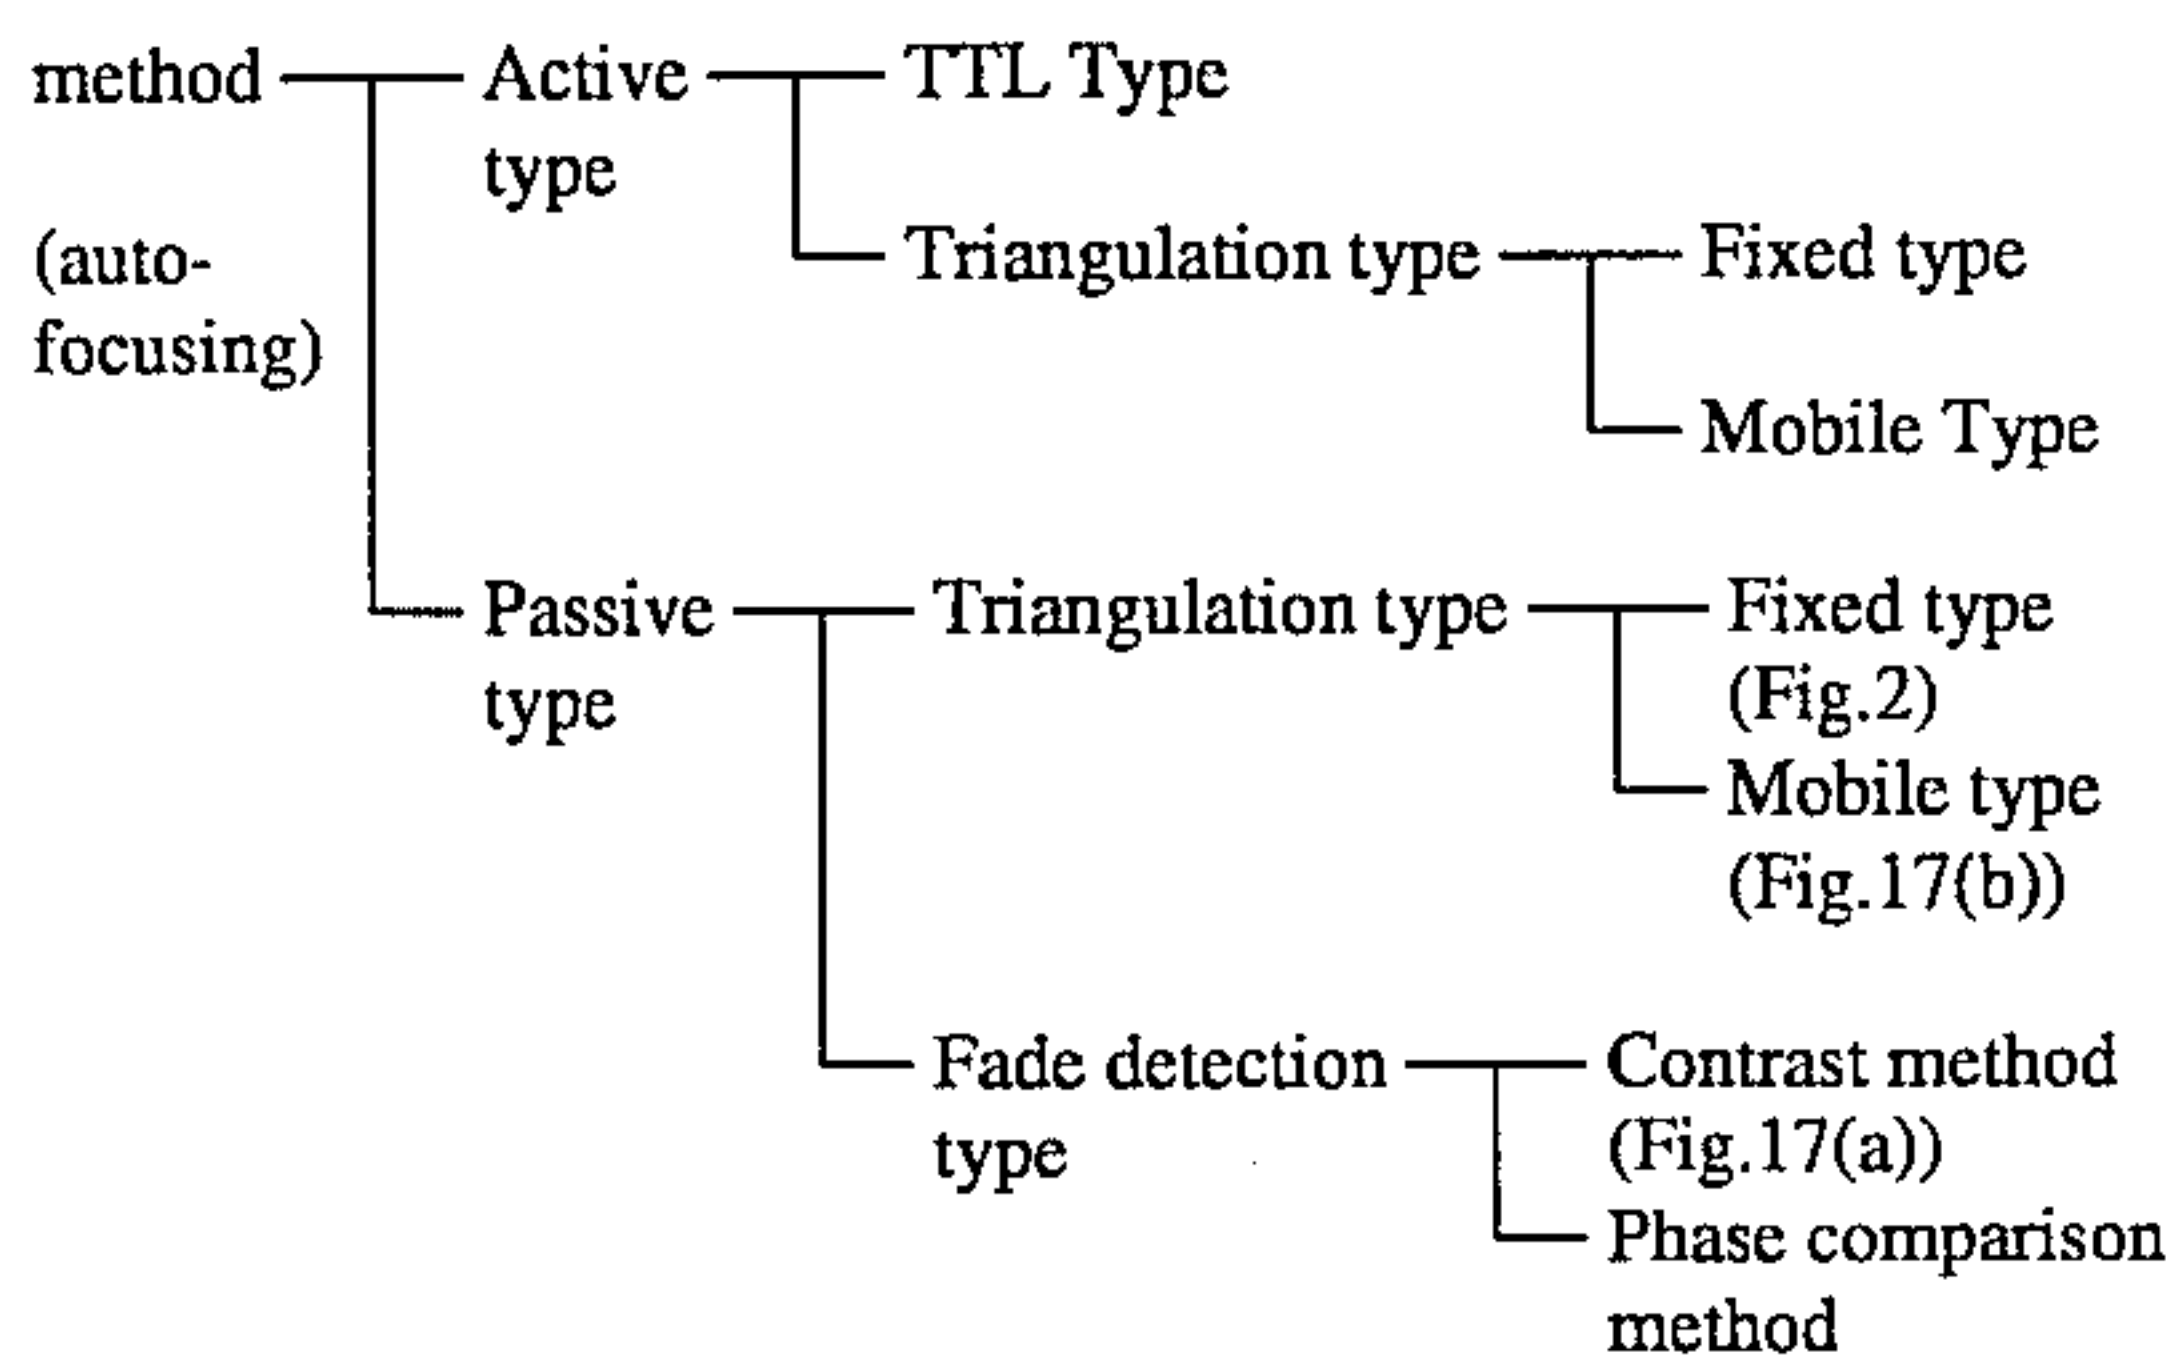 method
(auto-
focusing)
Active
type
TTL Type
Triangulation type
Fixed type
Mobile Type
Passive
type
Triangulation type
Fixed type
(Fig.2)
Mobile type
(Fig.17(b))
Fade detection
type
Contrast method
(Fig.17(a))
Phase comparison
method